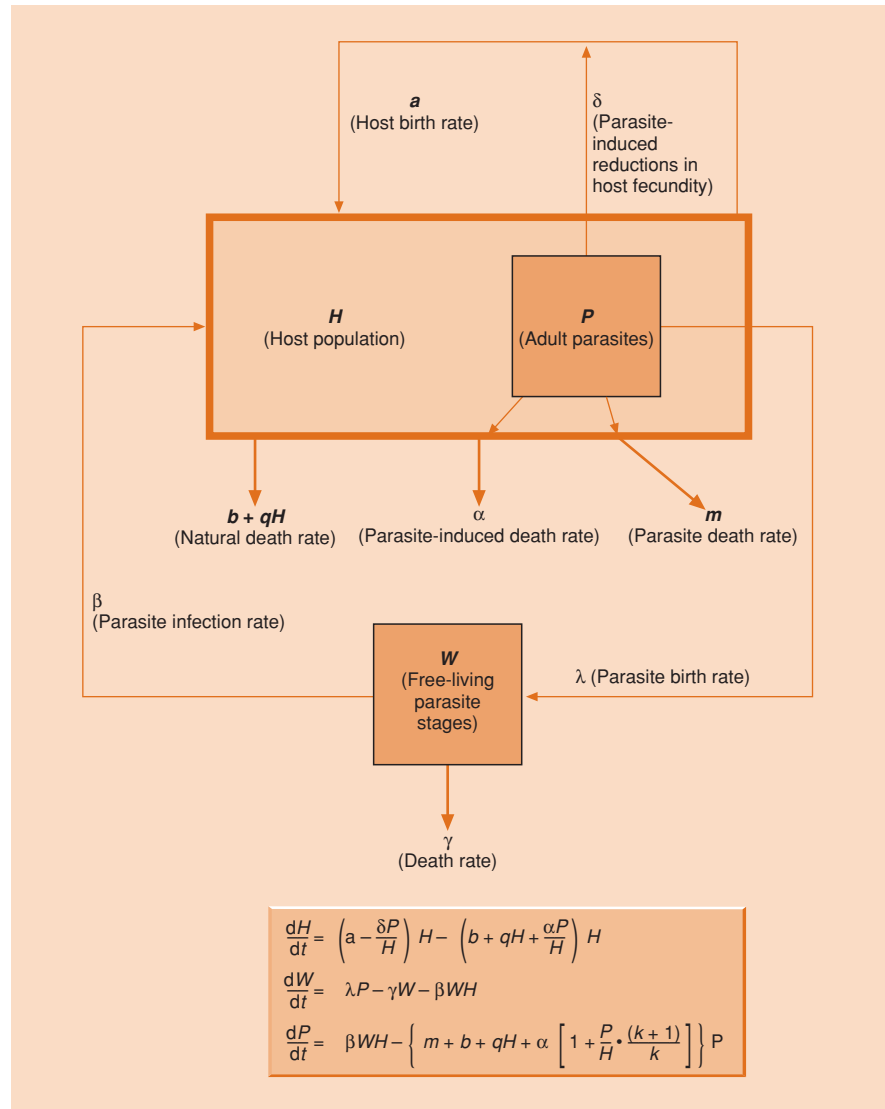 a
(Host birth rate)
δ
(Parasite-
induced
reductions in
host fecundity)
H
(Host population)
P
(Adult parasites)
b + qH
(Natural death rate)
α
(Parasite-induced death rate)
m
(Parasite death rate)
β
(Parasite infection rate)
W
(Free-living
parasite
stages)
λ (Parasite birth rate)
γ
(Death rate)
dH/dt = (a – δP/H) H – (b + qH + αP/H) H
dW/dt = λP – γW – βWH
dP/dt = βWH – { m + b + qH + α [ 1 + P/H • (k + 1)/k ] } P